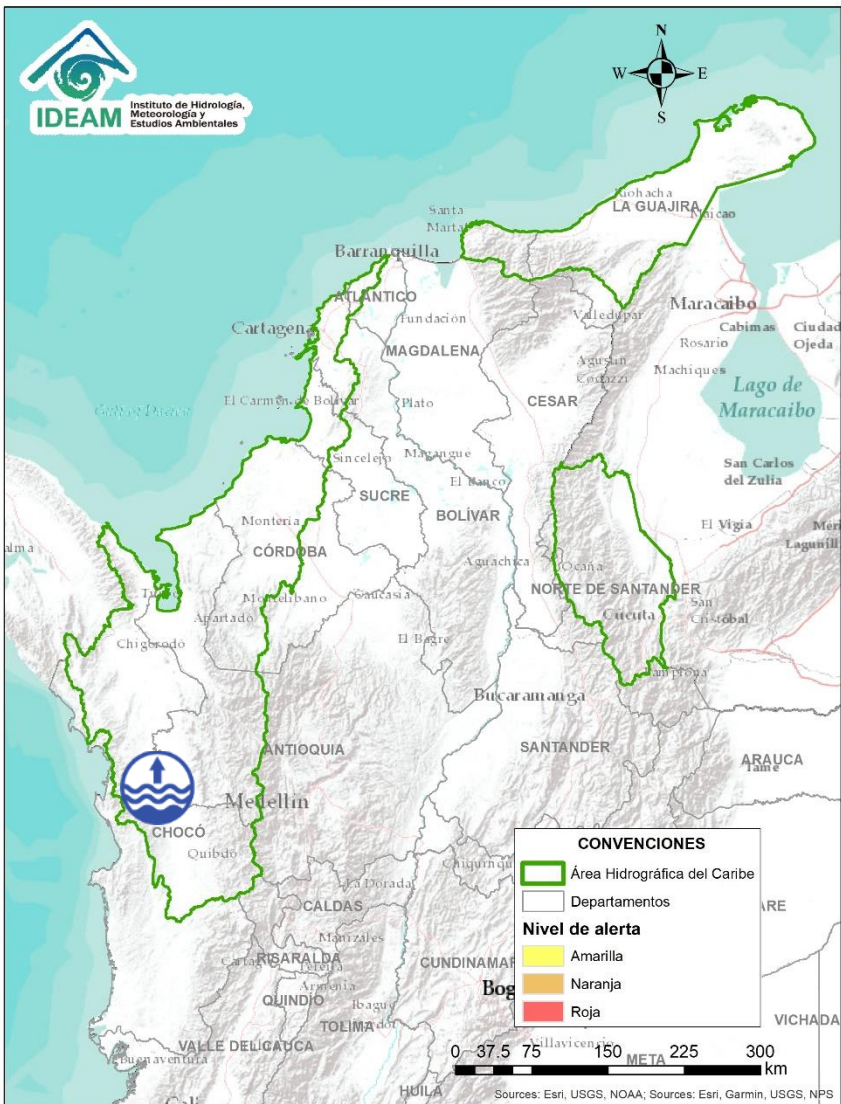 IDEAM
Instituto de Hidrología,
Meteorología y
Estudios Ambientales
N
W
E
S
Riohacha
LA GUAJIRA
Maicao
Santa
Barranquilla
ATLÁNTICO
Maracaibo
Fundación
Valledupar
Cabimas
Ciudad
Ojeda
Cartagena
MAGDALENA
Rosario
Machiques
Agustín
Codazzi
CESAR
Lago de
Maracaibo
El Carmen de Bolívar
Plato
Sincelejo
Magangue
San Carlos
del Zulia
SUCRE
El Banco
BOLÍVAR
Montería
CÓRDOBA
El Vigía
Aguachica
Ocaña
NORTE DE SANTANDER
Montelíbano
Caucasia
Apartadó
Cúcuta
San
Cristóbal
El Bagre
Chigorodó
Pamplona
Bucaramanga
ANTIOQUIA
SANTANDER
ARAUCA
Tame
Medellín
CHOCÓ
Quibdó
La Dorada
CALDAS
Manizales
RISARALDA
Pereira
Armenia
QUINDÍO
Ibagué
TOLIMA
VALLE DEL CAUCA
Buenaventura
Villavicencio
META
VICHADA
HUILA
CONVENCIONES
Área Hidrográfica del Caribe
Departamentos
Nivel de alerta
Amarilla
Naranja
Roja
0 37.5 75 150 225 300
km
Sources: Esri, USGS, NOAA; Sources: Esri, Garmin, USGS, NPS